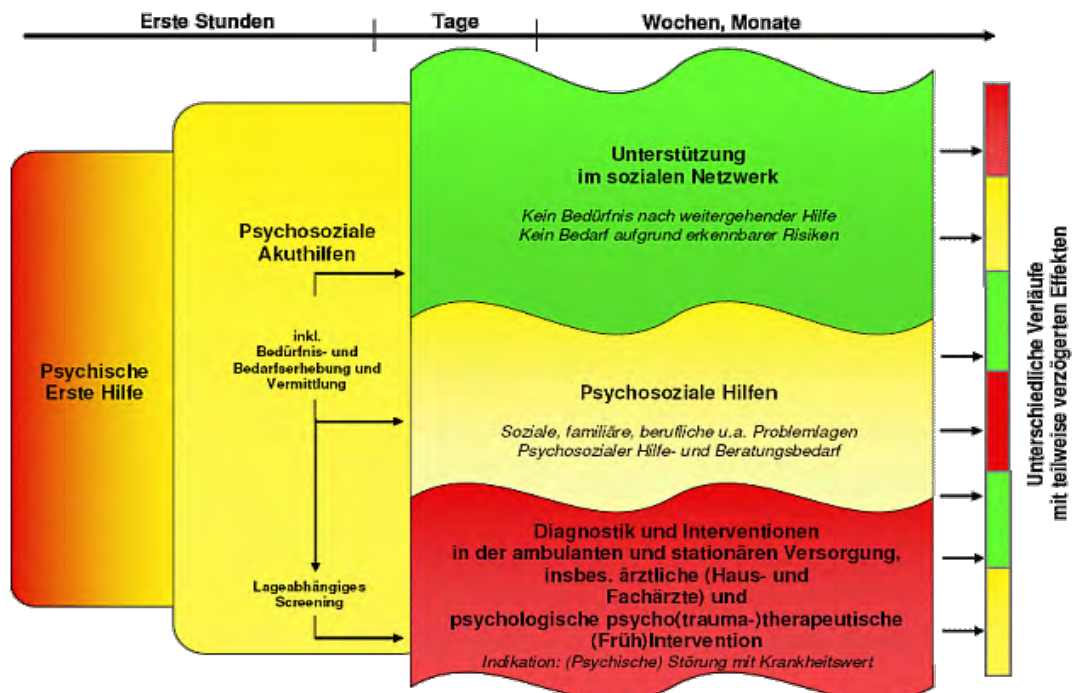 Erste Stunden
Tage
Wochen, Monate
Psychische
Erste Hilfe
Psychosoziale
Akuthilfen
inkl.
Bedürfnis- und
Bedarfserhebung und
Vermittlung
Lageabhängiges
Screening
Unterstützung
im sozialen Netzwerk
Kein Bedürfnis nach weitergehender Hilfe
Kein Bedarf aufgrund erkennbarer Risiken
Psychosoziale Hilfen
Soziale, familiäre, berufliche u.a. Problemlagen
Psychosozialer Hilfe- und Beratungsbedarf
Diagnostik und Interventionen
in der ambulanten und stationären Versorgung,
insbes. ärztliche (Haus- und
Fachärzte) und
psychologische psycho(trauma-)therapeutische
(Früh)Intervention
Indikation: (Psychische) Störung mit Krankheitswert
Unterschiedliche Verläufe
mit teilweise verzögerten Effekten